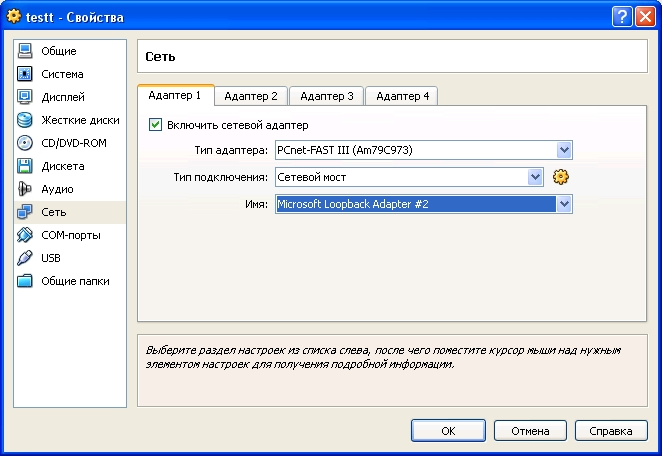 testt - Свойства
Общие
Система
Дисплей
Жесткие диски
CD/DVD-ROM
Дискета
Аудио
Сеть
COM-порты
USB
Общие папки
Сеть
Адаптер 1 Адаптер 2 Адаптер 3 Адаптер 4
Включить сетевой адаптер
Тип адаптера: PCnet-FAST III (Am79C973)
Тип подключения: Сетевой мост
Имя: Microsoft Loopback Adapter #2
Выберите раздел настроек из списка слева, после чего поместите курсор мыши над нужным
элементом настроек для получения подробной информации.
OK Отмена Справка